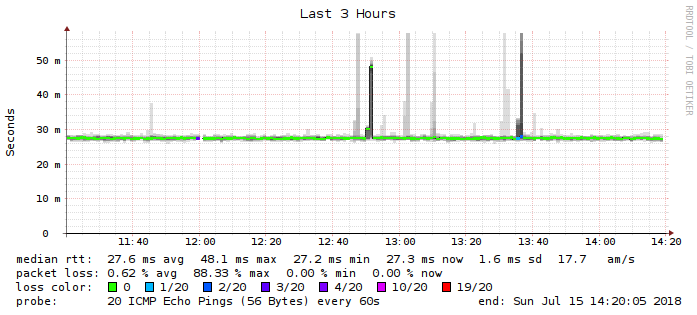 Last 3 Hours
RRDTOOL / TOBI OETIKER
Seconds
50 m
40 m
30 m
20 m
10 m
0
11:40 12:00 12:20 12:40 13:00 13:20 13:40 14:00 14:20
median rtt: 27.6 ms avg 48.1 ms max 27.2 ms min 27.3 ms now 1.6 ms sd 17.7 am/s
packet loss: 0.62 % avg 88.33 % max 0.00 % min 0.00 % now
loss color: 0 1/20 2/20 3/20 4/20 10/20 19/20
probe: 20 ICMP Echo Pings (56 Bytes) every 60s end: Sun Jul 15 14:20:05 2018